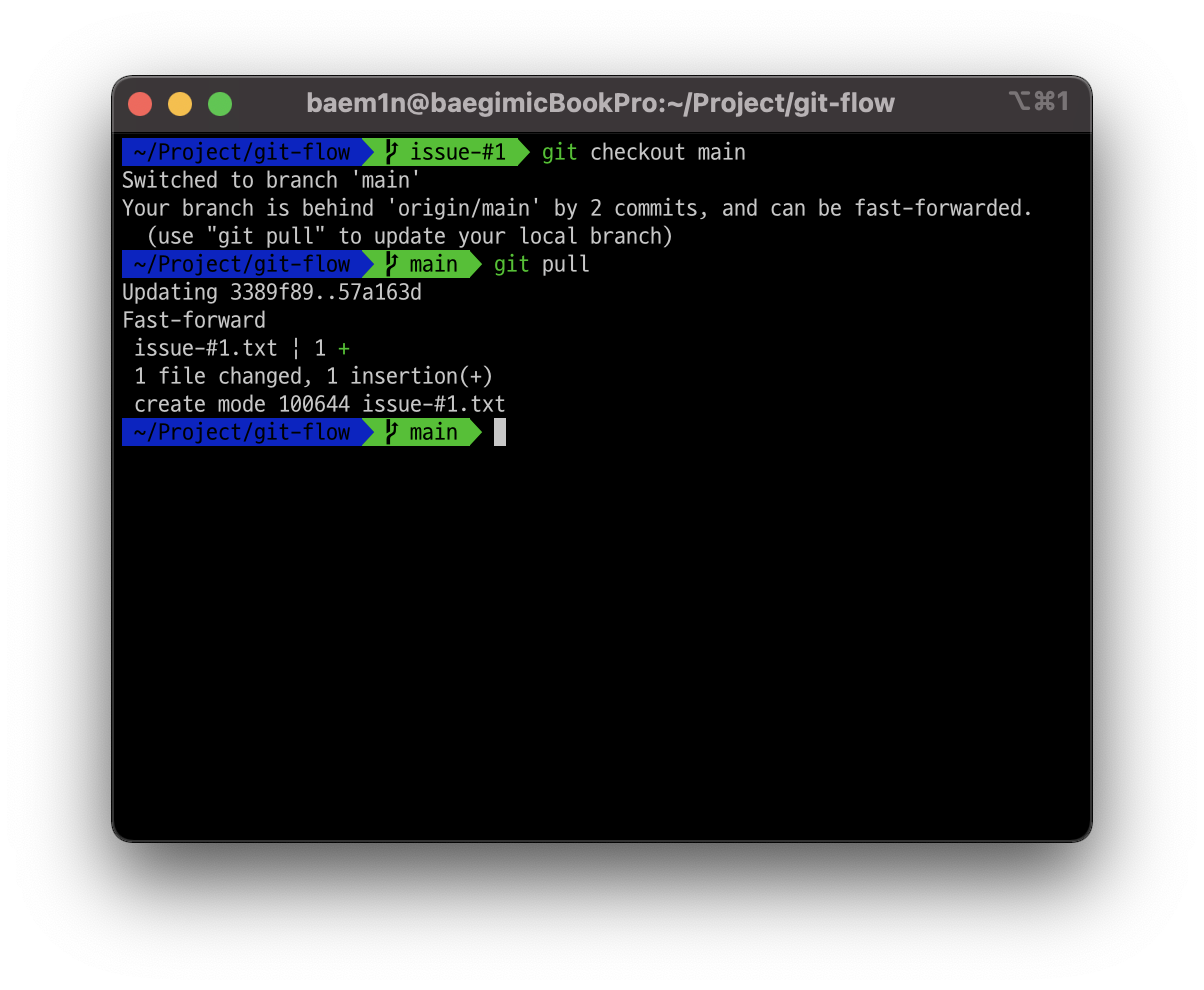 baem1n@baegimicBookPro:~/Project/git-flow ⌥⌘1
~/Project/git-flow issue-#1 git checkout main
Switched to branch 'main'
Your branch is behind 'origin/main' by 2 commits, and can be fast-forwarded.
  (use "git pull" to update your local branch)
~/Project/git-flow main git pull
Updating 3389f89..57a163d
Fast-forward
 issue-#1.txt ¦ 1 +
 1 file changed, 1 insertion(+)
 create mode 100644 issue-#1.txt
~/Project/git-flow main